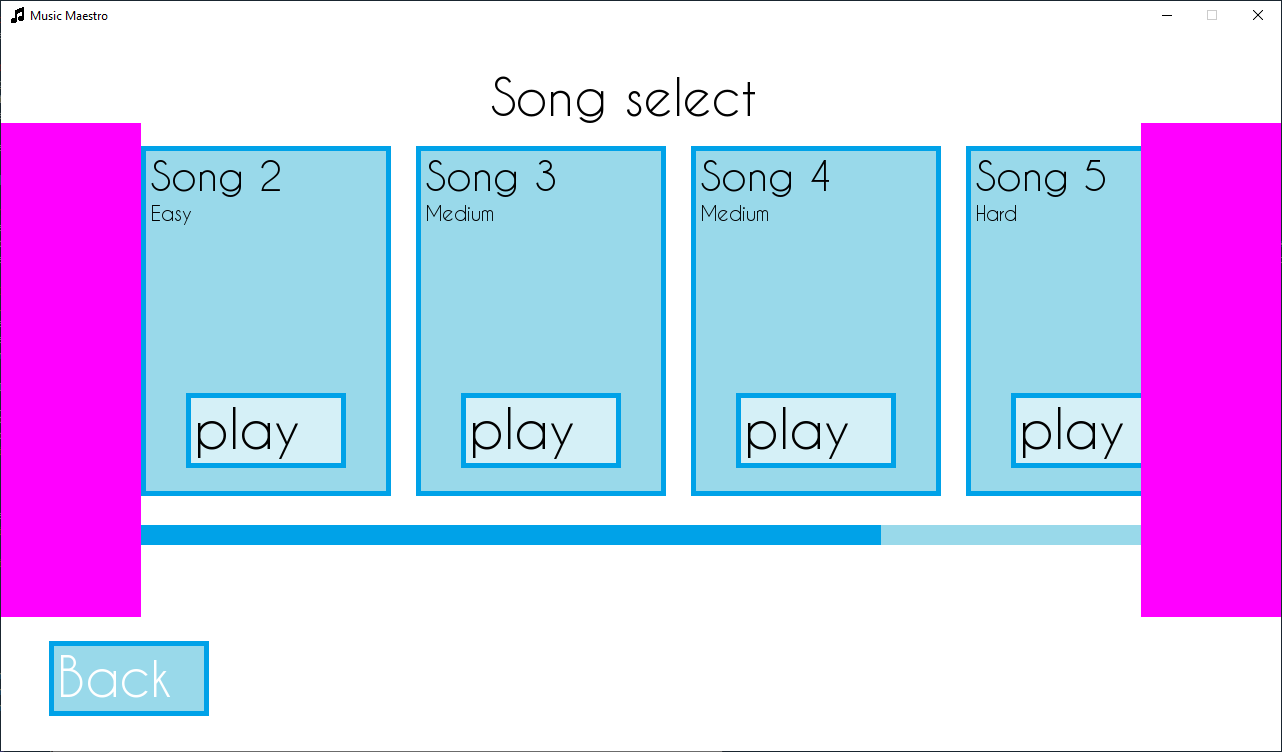 Music Maestro
Song select
Song 2
Easy
play
Song 3
Medium
play
Song 4
Medium
play
Song 5
Hard
play
Back